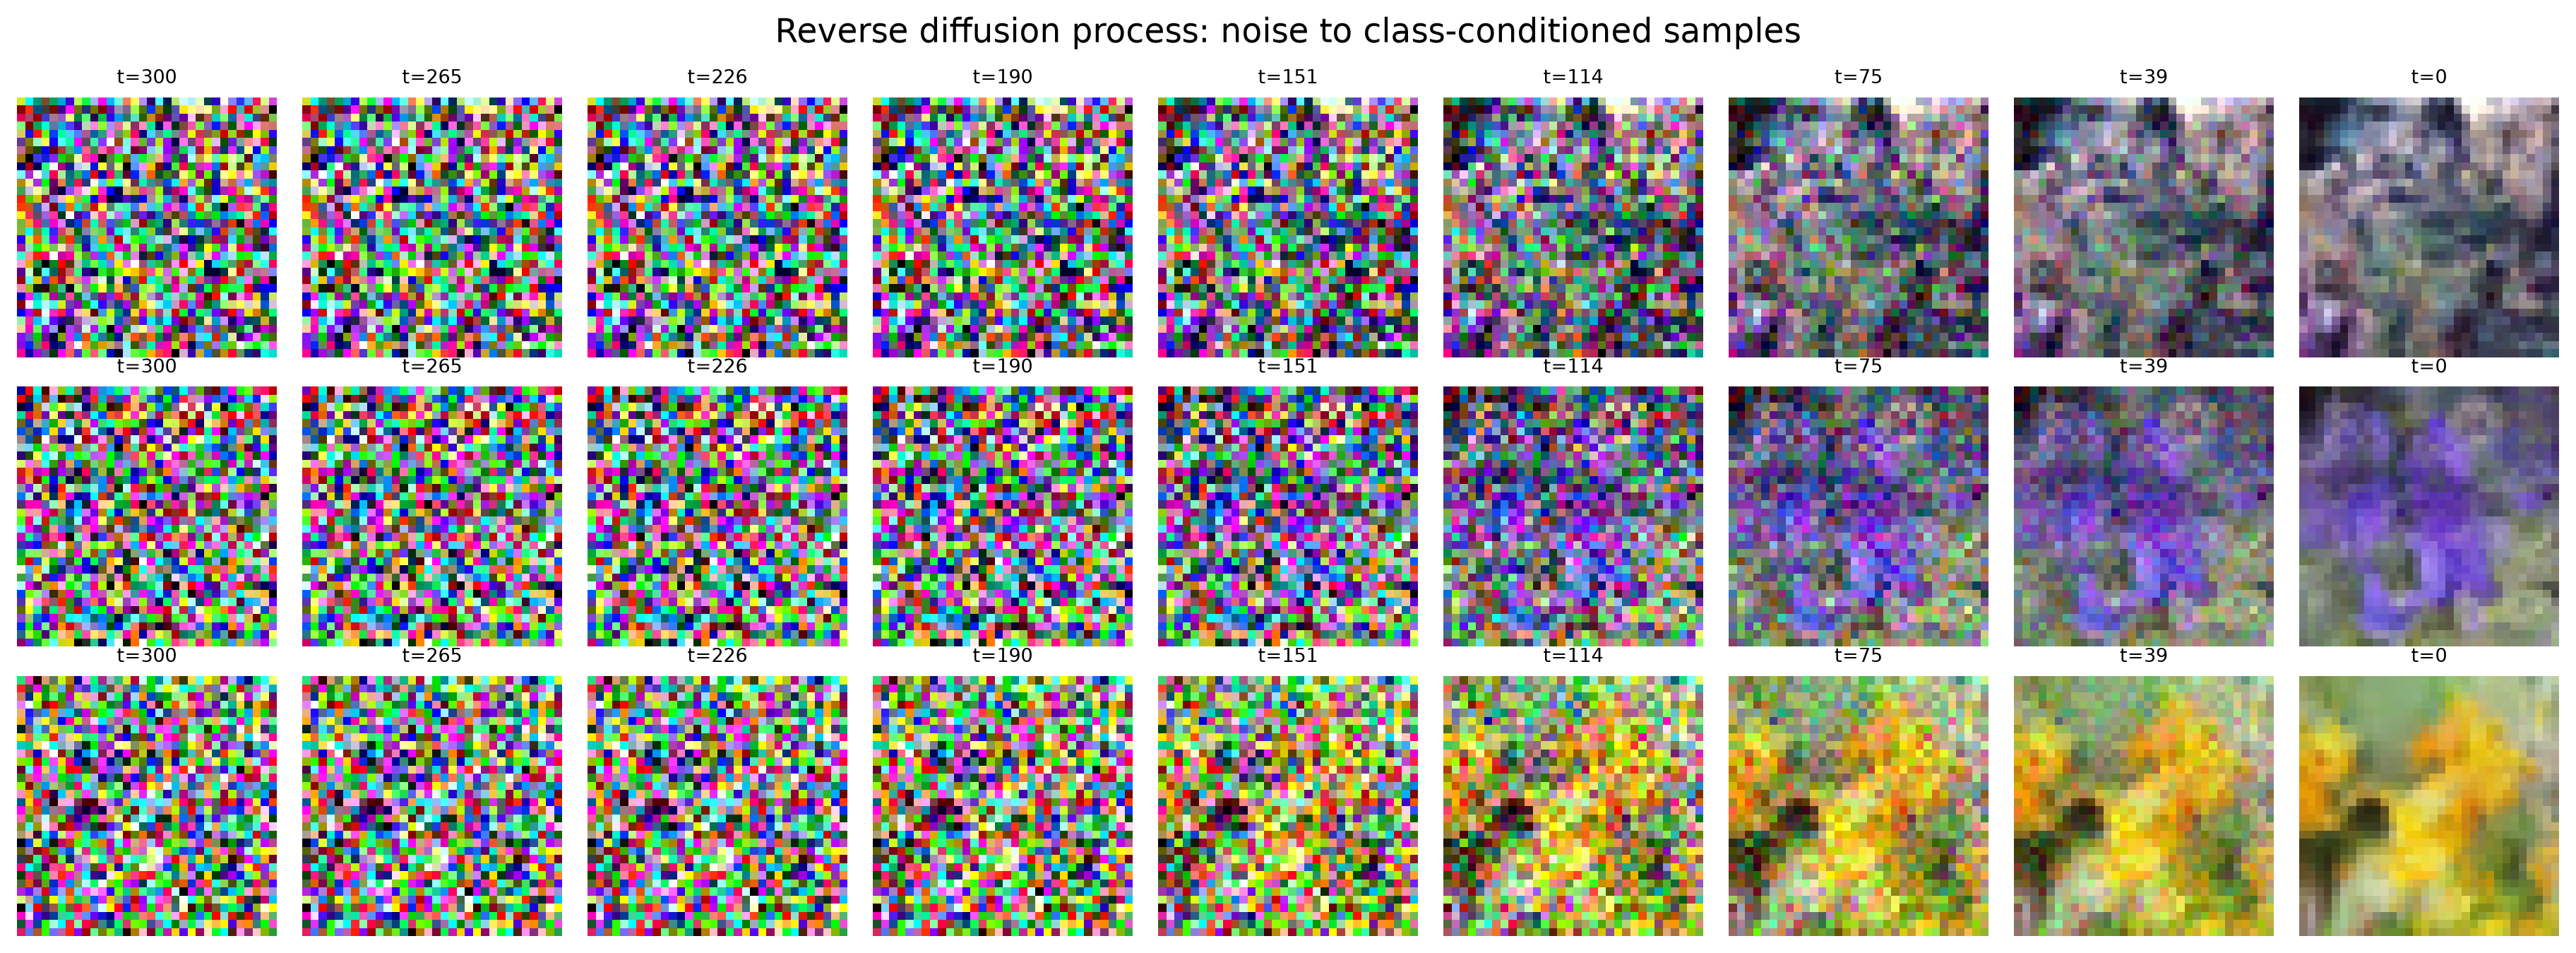 Reverse diffusion process: noise to class-conditioned samples
t=300 t=265 t=226 t=190 t=151 t=114 t=75 t=39 t=0
t=300 t=265 t=226 t=190 t=151 t=114 t=75 t=39 t=0
t=300 t=265 t=226 t=190 t=151 t=114 t=75 t=39 t=0